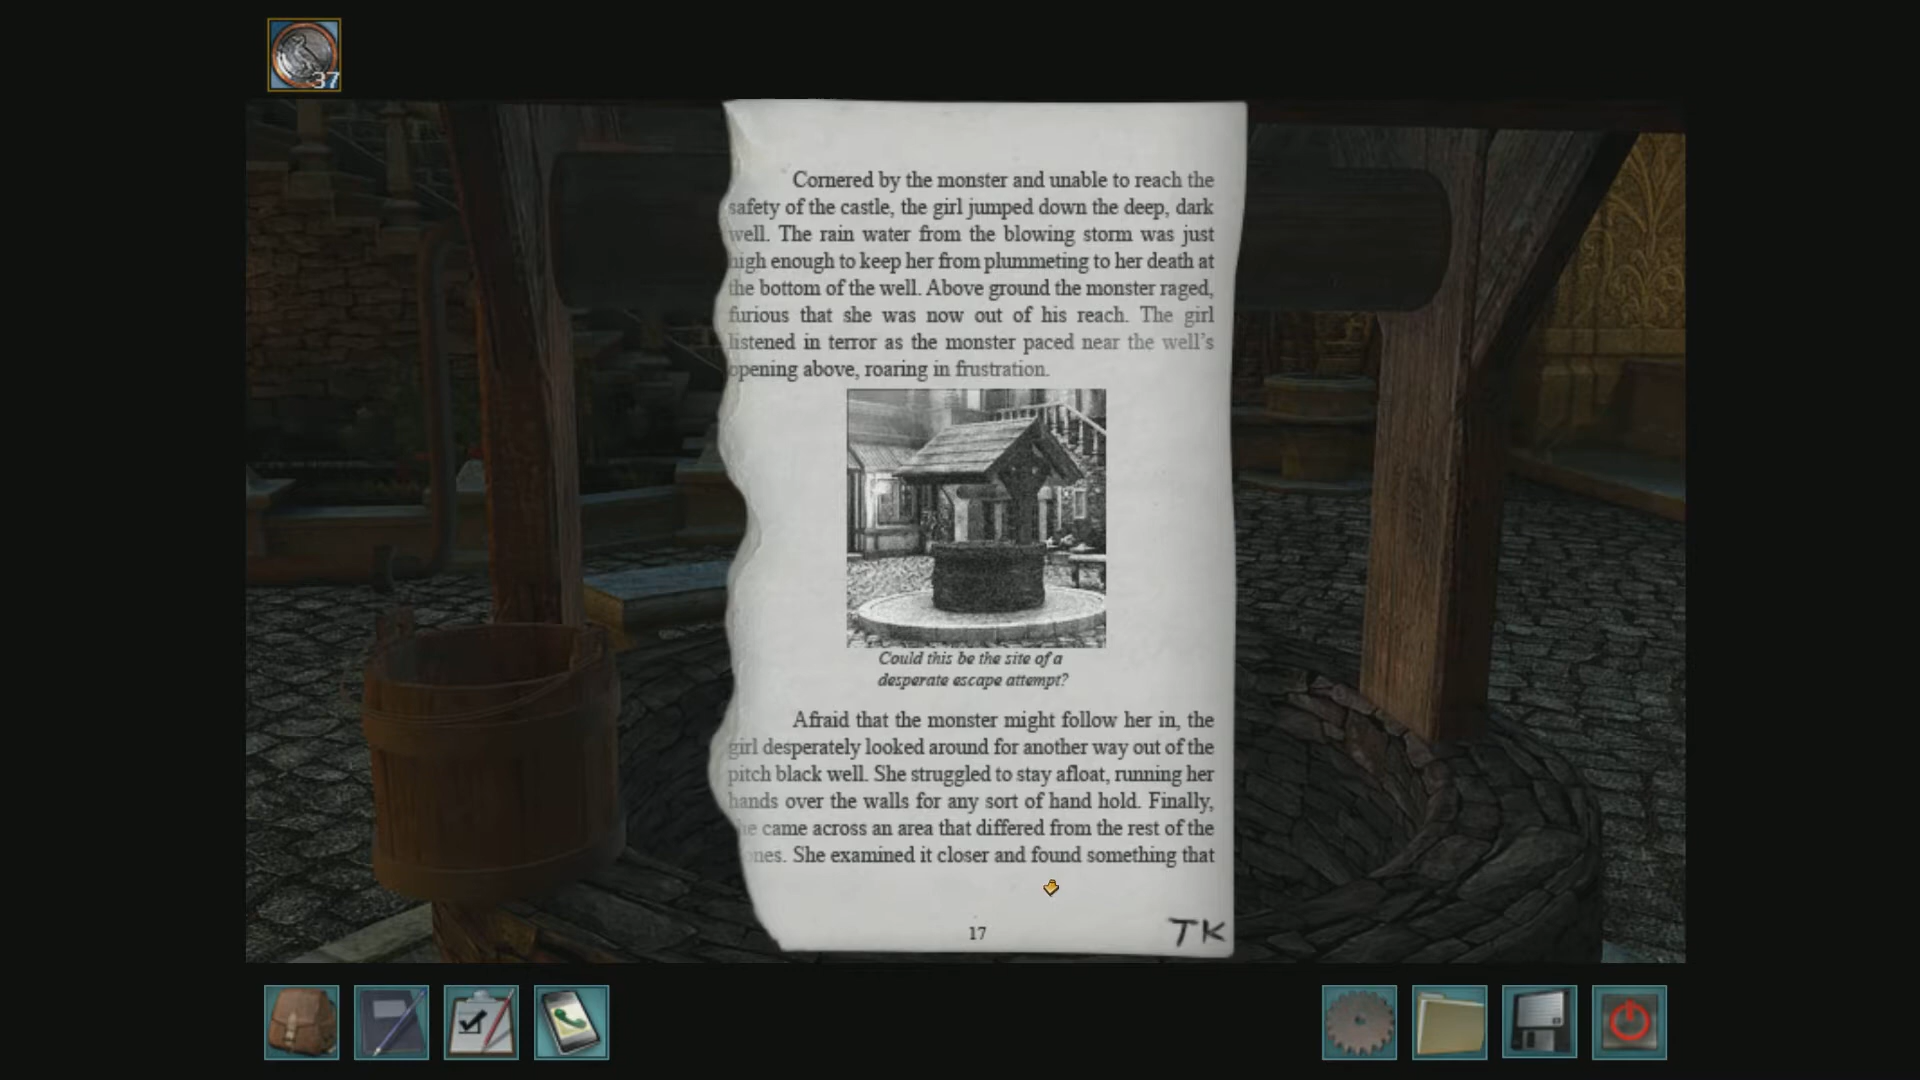 37
Cornered by the monster and unable to reach the
safety of the castle, the girl jumped down the deep, dark
well. The rain water from the blowing storm was just
high enough to keep her from plummeting to her death at
the bottom of the well. Above ground the monster raged,
furious that she was now out of his reach. The girl
listened in terror as the monster paced near the well's
opening above, roaring in frustration.
Could this be the site of a
desperate escape attempt?
Afraid that the monster might follow her in, the
girl desperately looked around for another way out of the
pitch black well. She struggled to stay afloat, running her
hands over the walls for any sort of hand hold. Finally,
he came across an area that differed from the rest of the
ones. She examined it closer and found something that
17
TK